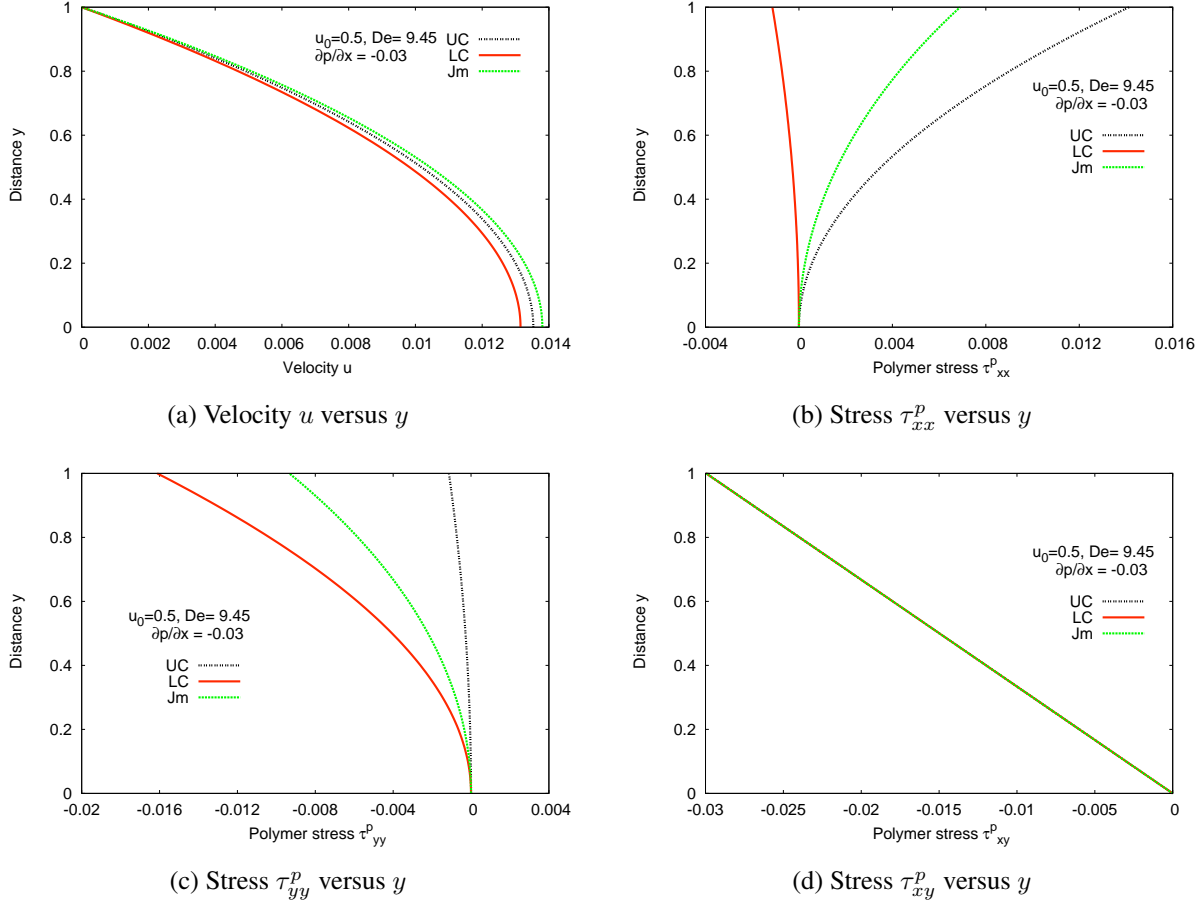 1
0.8
0.6
0.4
0.2
0
Distance y
u0=0.5, De= 9.45
∂p/∂x = -0.03
UC
LC
Jm
0 0.002 0.004 0.006 0.008 0.01 0.012 0.014
Velocity u
(a) Velocity u versus y
1
0.8
0.6
0.4
0.2
0
Distance y
u0=0.5, De= 9.45
∂p/∂x = -0.03
UC
LC
Jm
-0.004 0 0.004 0.008 0.012 0.016
Polymer stress τ^p_xx
(b) Stress τ^p_xx versus y
1
0.8
0.6
0.4
0.2
0
Distance y
u0=0.5, De= 9.45
∂p/∂x = -0.03
UC
LC
Jm
-0.02 -0.016 -0.012 -0.008 -0.004 0 0.004
Polymer stress τ^p_yy
(c) Stress τ^p_yy versus y
1
0.8
0.6
0.4
0.2
0
Distance y
u0=0.5, De= 9.45
∂p/∂x = -0.03
UC
LC
Jm
-0.03 -0.025 -0.02 -0.015 -0.01 -0.005 0
Polymer stress τ^p_xy
(d) Stress τ^p_xy versus y